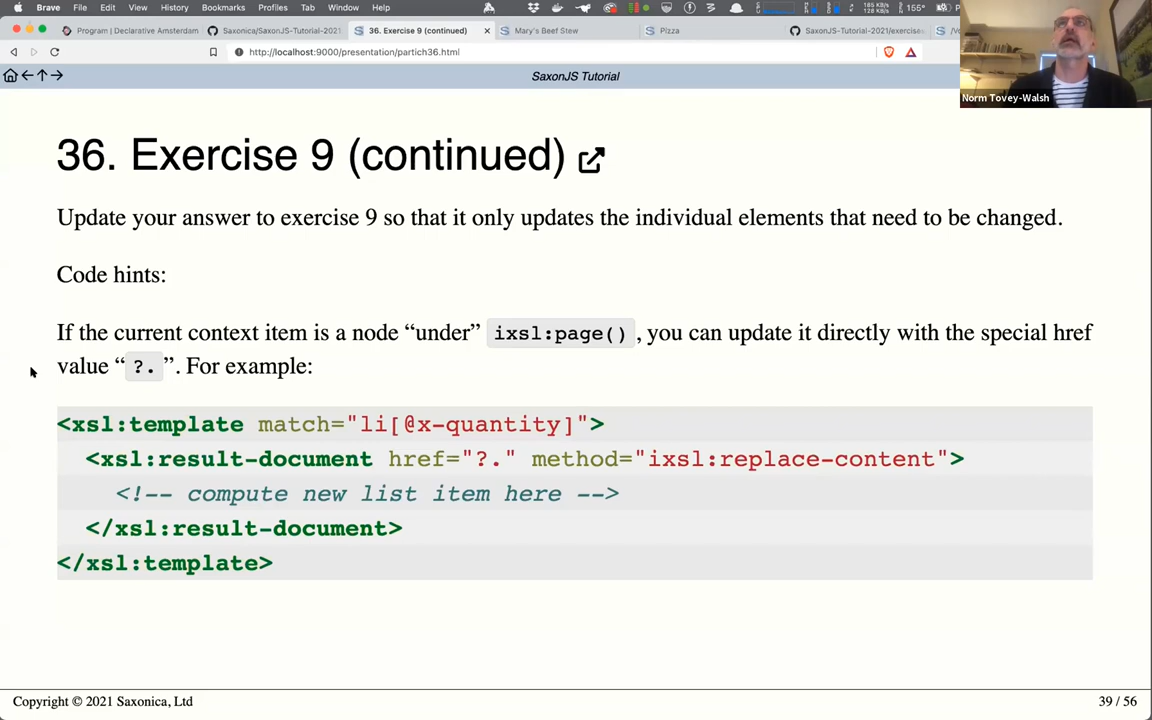 Brave File Edit View History Bookmarks Profiles Tab Window Help 155°
Program | Declarative Amsterdam Saxonica/SaxonJS-Tutorial-2021 36. Exercise 9 (continued) × Mary's Beef Stew Pizza SaxonJS-Tutorial-2021/exercise
http://localhost:9000/presentation/partich36.html
SaxonJS Tutorial
Norm Tovey-Walsh
36. Exercise 9 (continued)
Update your answer to exercise 9 so that it only updates the individual elements that need to be changed.
Code hints:
If the current context item is a node “under” ixsl:page(), you can update it directly with the special href
value “?.”. For example:
<xsl:template match="li[@x-quantity]">
<xsl:result-document href="?." method="ixsl:replace-content">
<!-- compute new list item here -->
</xsl:result-document>
</xsl:template>
Copyright © 2021 Saxonica, Ltd 39 / 56